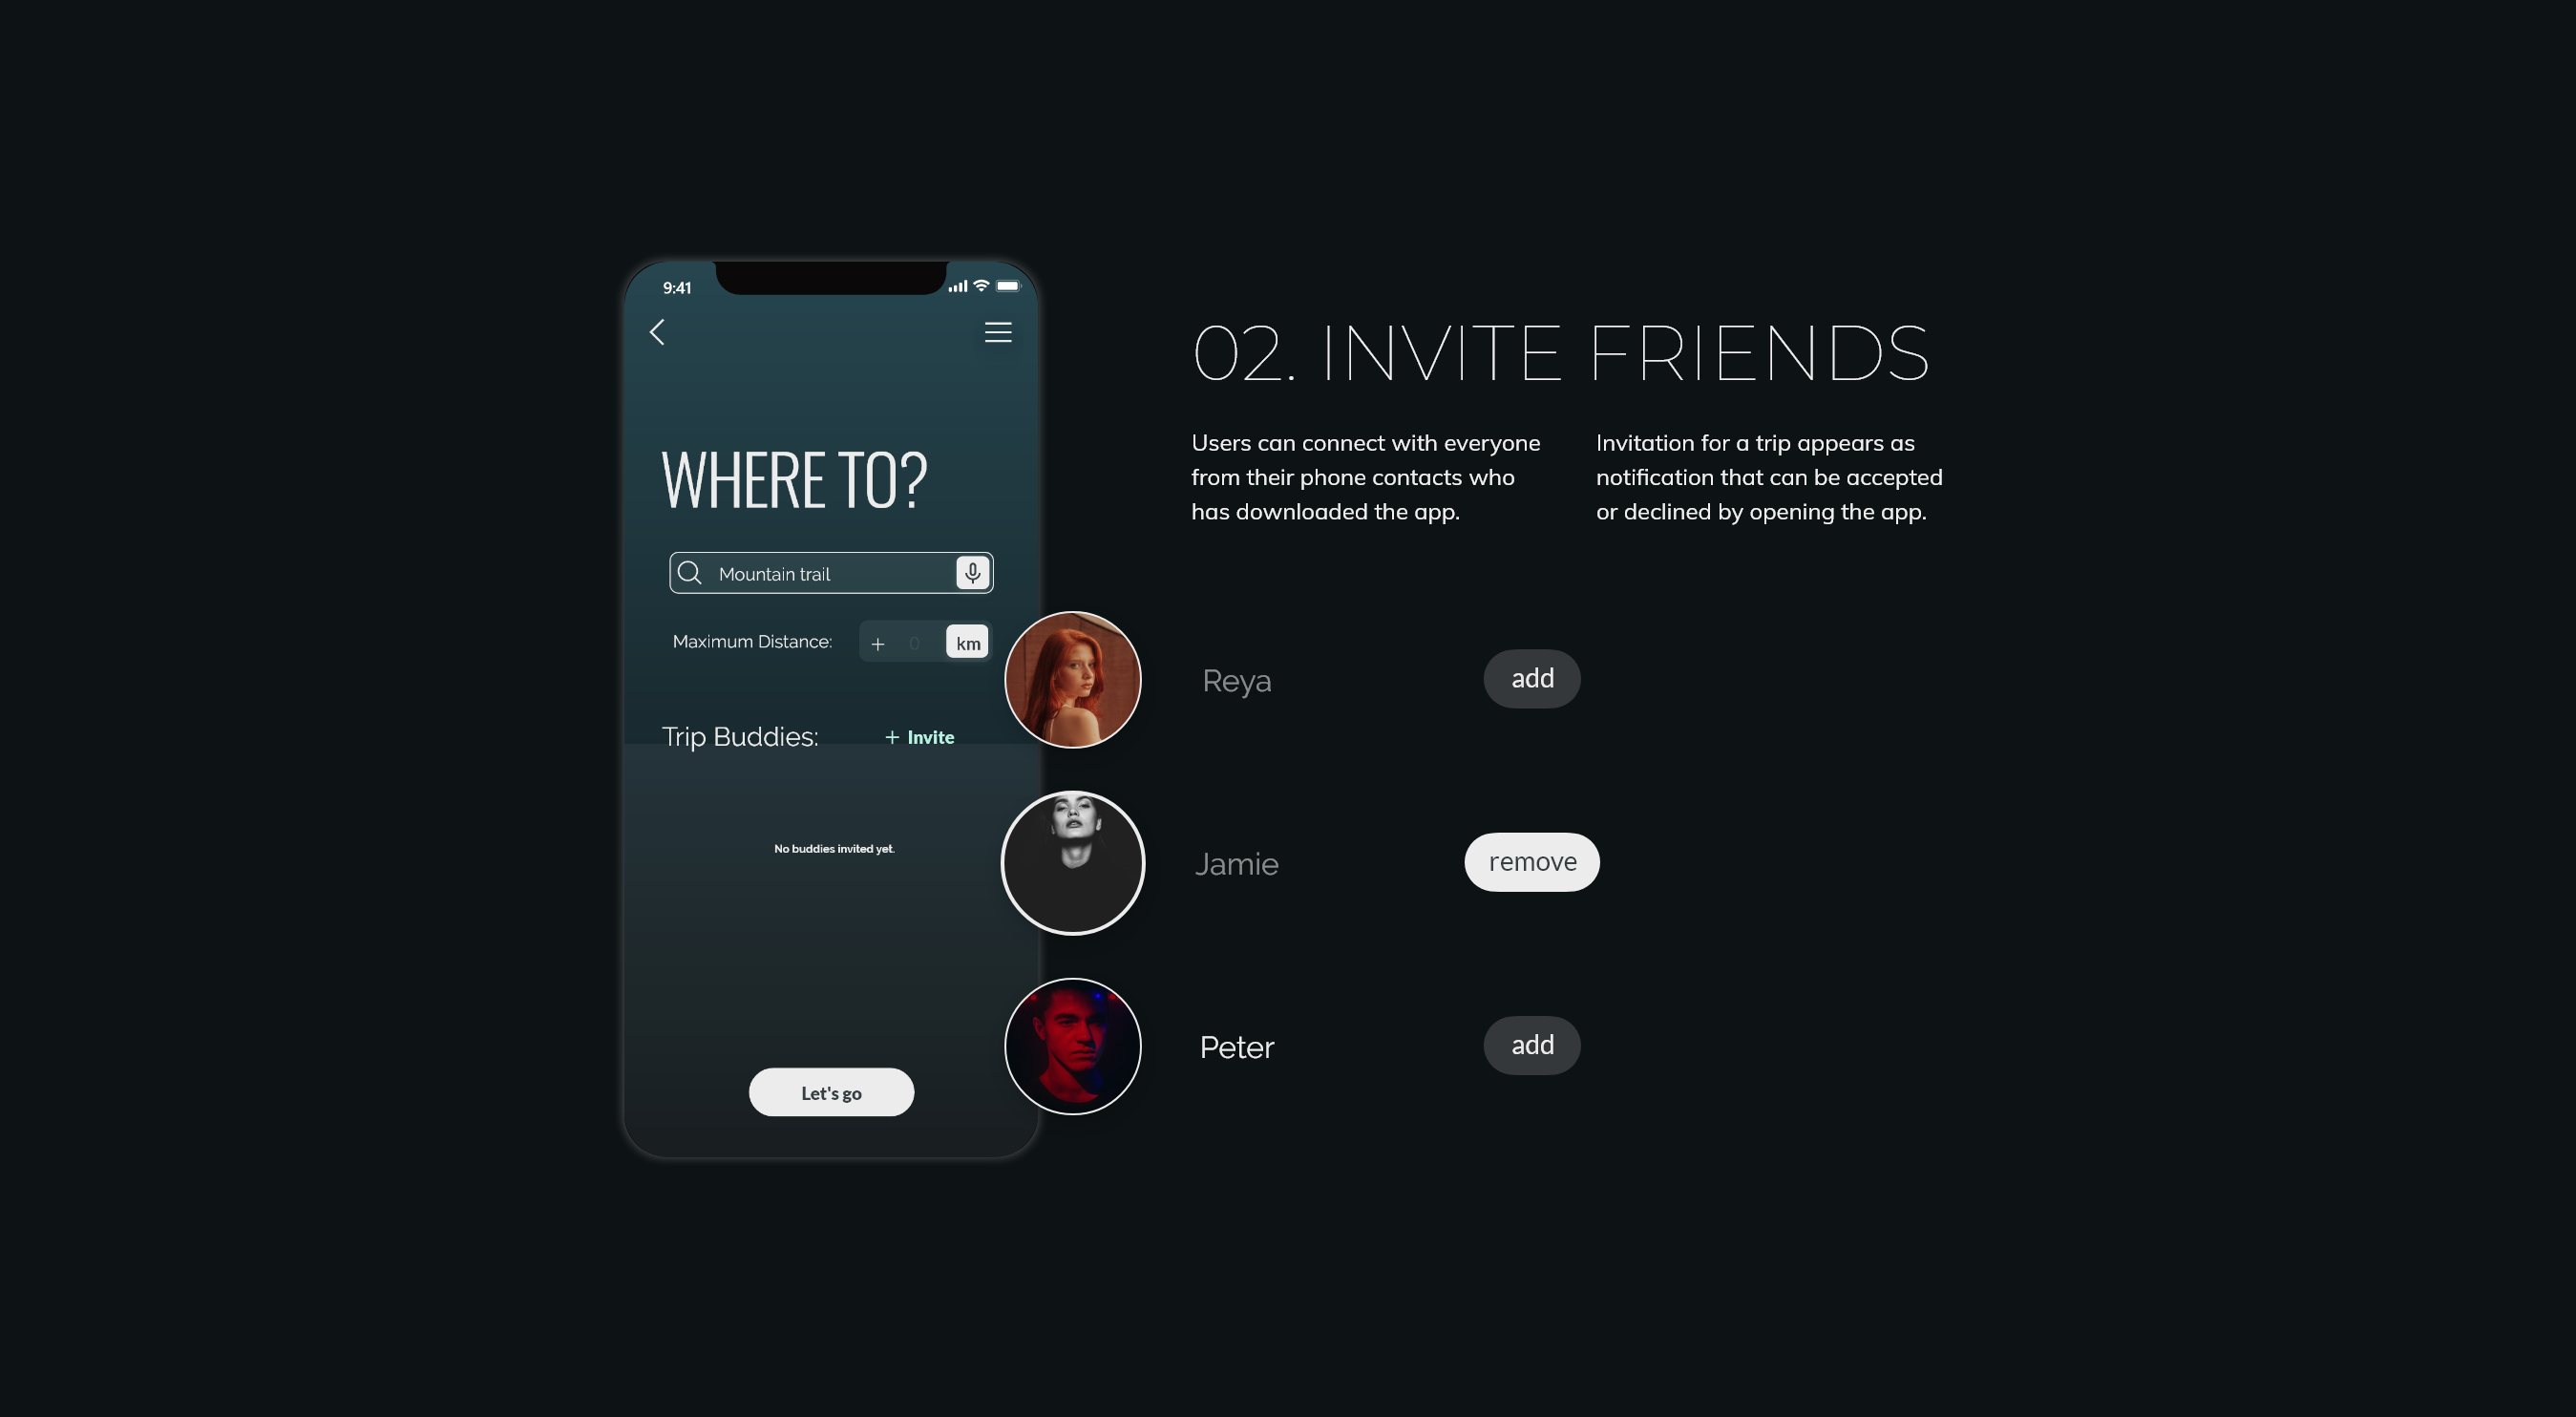 9:41
WHERE TO?
Mountain trail
Maximum Distance:
+ 0 km
Trip Buddies:
+ Invite
No buddies invited yet.
Let's go
02. INVITE FRIENDS
Users can connect with everyone
from their phone contacts who
has downloaded the app.
Invitation for a trip appears as
notification that can be accepted
or declined by opening the app.
Reya
add
Jamie
remove
Peter
add